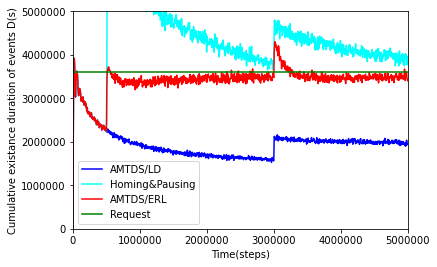 5000000
4000000
3000000
2000000
1000000
0
Cumulative existance duration of events D(s)
AMTDS/LD
Homing&Pausing
AMTDS/ERL
Request
0 1000000 2000000 3000000 4000000 5000000
Time(steps)